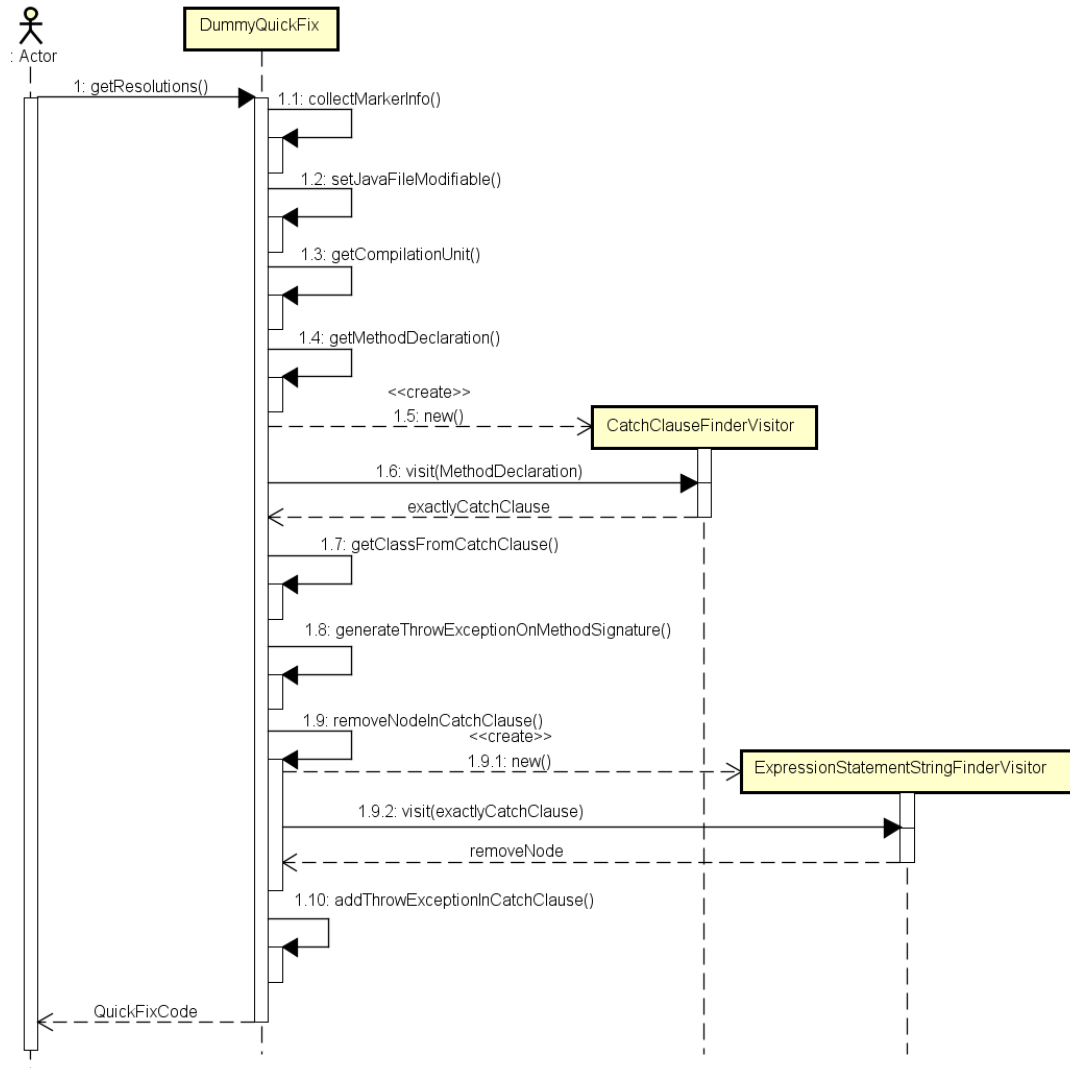 DummyQuickFix
: Actor
1: getResolutions()
1.1: collectMarkerInfo()
1.2: setJavaFileModifiable()
1.3: getCompilationUnit()
1.4: getMethodDeclaration()
<<create>>
1.5: new()
CatchClauseFinderVisitor
1.6: visit(MethodDeclaration)
exactlyCatchClause
1.7: getClassFromCatchClause()
1.8: generateThrowExceptionOnMethodSignature()
1.9: removeNodeInCatchClause()
<<create>>
1.9.1: new()
ExpressionStatementStringFinderVisitor
1.9.2: visit(exactlyCatchClause)
removeNode
1.10: addThrowExceptionInCatchClause()
QuickFixCode